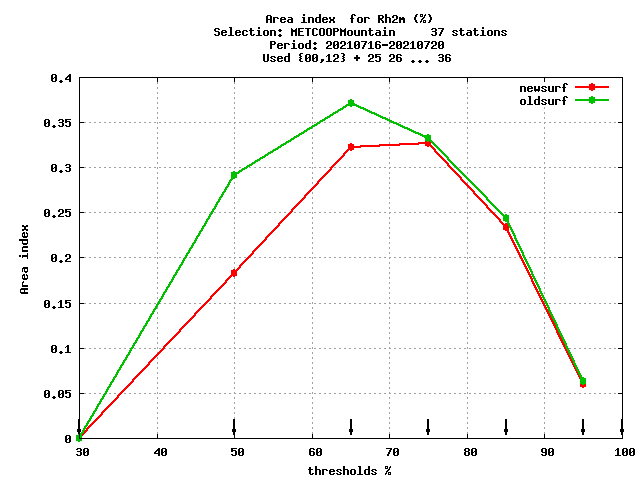 Area index  for Rh2m (%)
Selection: METCOOPMountain     37 stations
Period: 20210716-20210720
Used {00,12} + 25 26 ... 36
newsurf
oldsurf
0.4
0.35
0.3
0.25
0.2
0.15
0.1
0.05
0
Area index
30 40 50 60 70 80 90 100
thresholds %